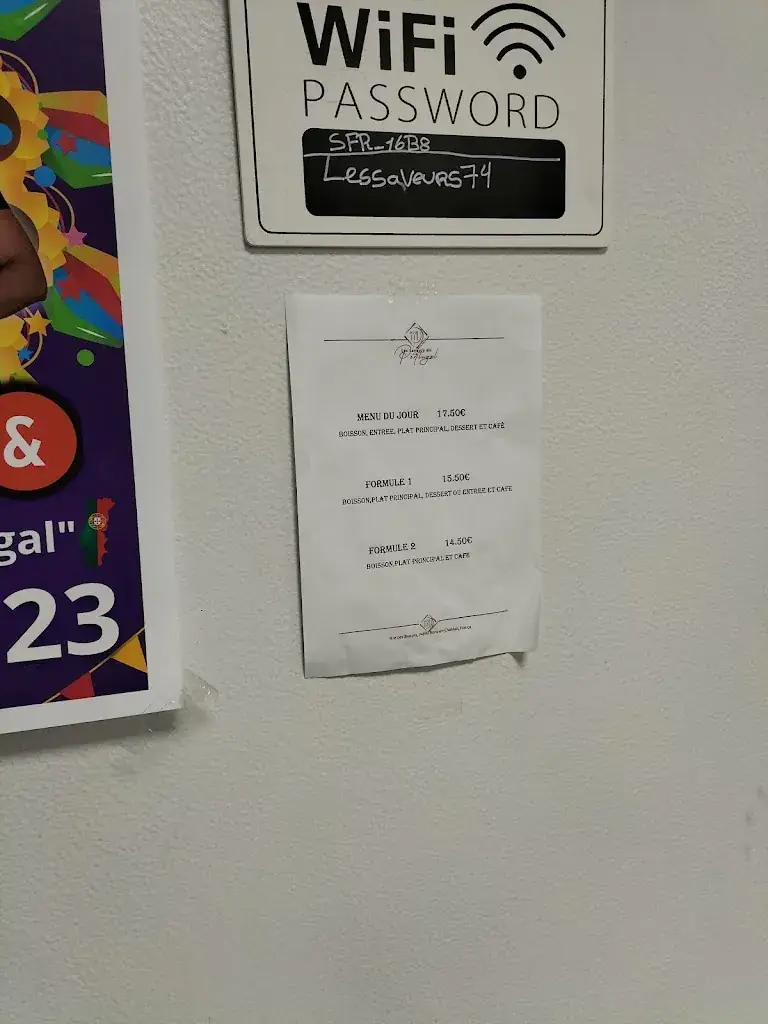 WiFi
PASSWORD
SFR_16B8
Lessaveurs74
Portugal
MENU DU JOUR 17.50€
BOISSON, ENTREE, PLAT PRINCIPAL, DESSERT ET CAFÉ
FORMULE 1 15.50€
BOISSON,PLAT PRINCIPAL, DESSERT OU ENTREE ET CAFE
FORMULE 2 14.50€
BOISSON,PLAT PRINCIPAL ET CAFE
&
gal"
23